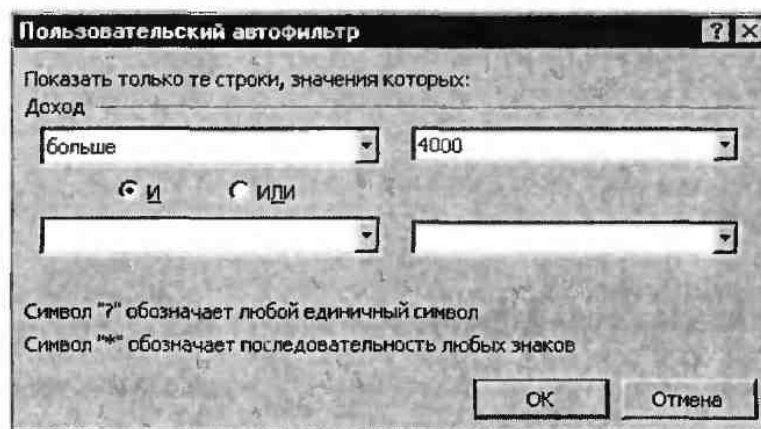 Пользовательский автофильтр
Показать только те строки, значения которых:
Доход
больше 4000
И ИЛИ
Символ "?" обозначает любой единичный символ
Символ "*" обозначает последовательность любых знаков
ОК Отмена